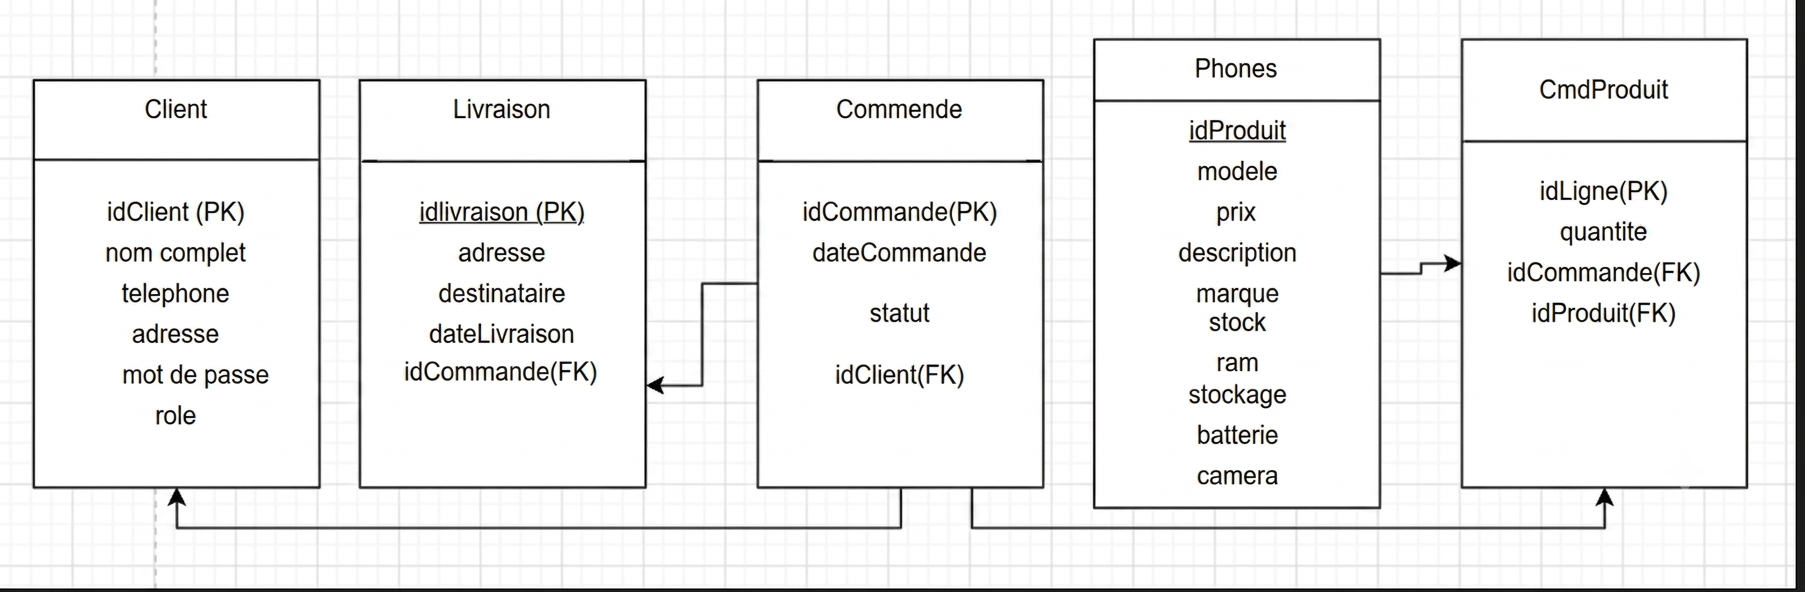 Client
idClient (PK)
nom complet
telephone
adresse
mot de passe
role
Livraison
idlivraison (PK)
adresse
destinataire
dateLivraison
idCommande(FK)
Commende
idCommande(PK)
dateCommande
statut
idClient(FK)
Phones
idProduit
modele
prix
description
marque
stock
ram
stockage
batterie
camera
CmdProduit
idLigne(PK)
quantite
idCommande(FK)
idProduit(FK)